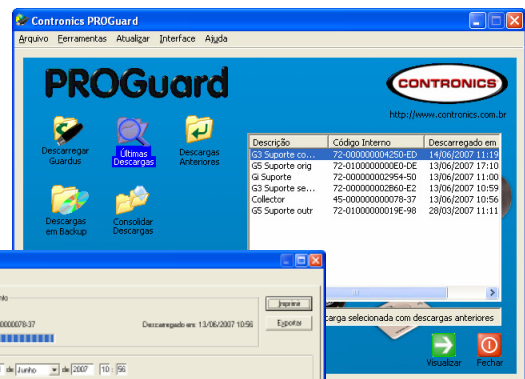 Contronics PROGuard
Arquivo Ferramentas Atualizar Interface Ajuda
PROGuard
CONTRONICS
http://www.contronics.com.br
Descarregar Guardus
Últimas Descargas
Descargas Anteriores
Descargas em Backup
Consolidar Descargas
Descrição Código Interno Descarregado em
G3 Suporte co... 72-000000004250-ED 14/06/2007 11:19
G5 Suporte orig 72-0100000000E0-DE 13/06/2007 17:10
Gi Suporte 72-000000002954-50 13/06/2007 11:00
G3 Suporte se... 72-000000002B60-E2 13/06/2007 10:59
Collector 45-000000000078-37 13/06/2007 10:56
G5 Suporte outr 72-01000000019E-98 28/03/2007 11:11
carga selecionada com descargas anteriores
Visualizar Fechar
Imprimir
0000078-37 Descarregado em: 13/06/2007 10:56 Exportar
de Junho de 2007 10 : 56